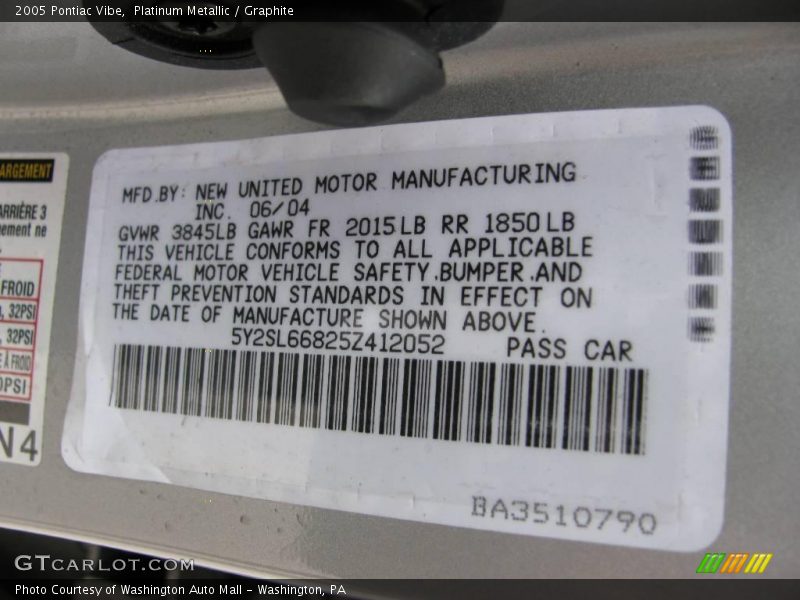 2005 Pontiac Vibe, Platinum Metallic / Graphite
ARGEMENT
ARRIÈRE 3
gement ne
FROID
, 32PSI
, 32PSI
À FROID
0PSI
N4
MFD.BY: NEW UNITED MOTOR MANUFACTURING
INC. 06/04
GVWR 3845LB GAWR FR 2015LB RR 1850LB
THIS VEHICLE CONFORMS TO ALL APPLICABLE
FEDERAL MOTOR VEHICLE SAFETY.BUMPER.AND
THEFT PREVENTION STANDARDS IN EFFECT ON
THE DATE OF MANUFACTURE SHOWN ABOVE.
5Y2SL66825Z412052 PASS CAR
BA3510790
GTCARLOT.COM
Photo Courtesy of Washington Auto Mall - Washington, PA